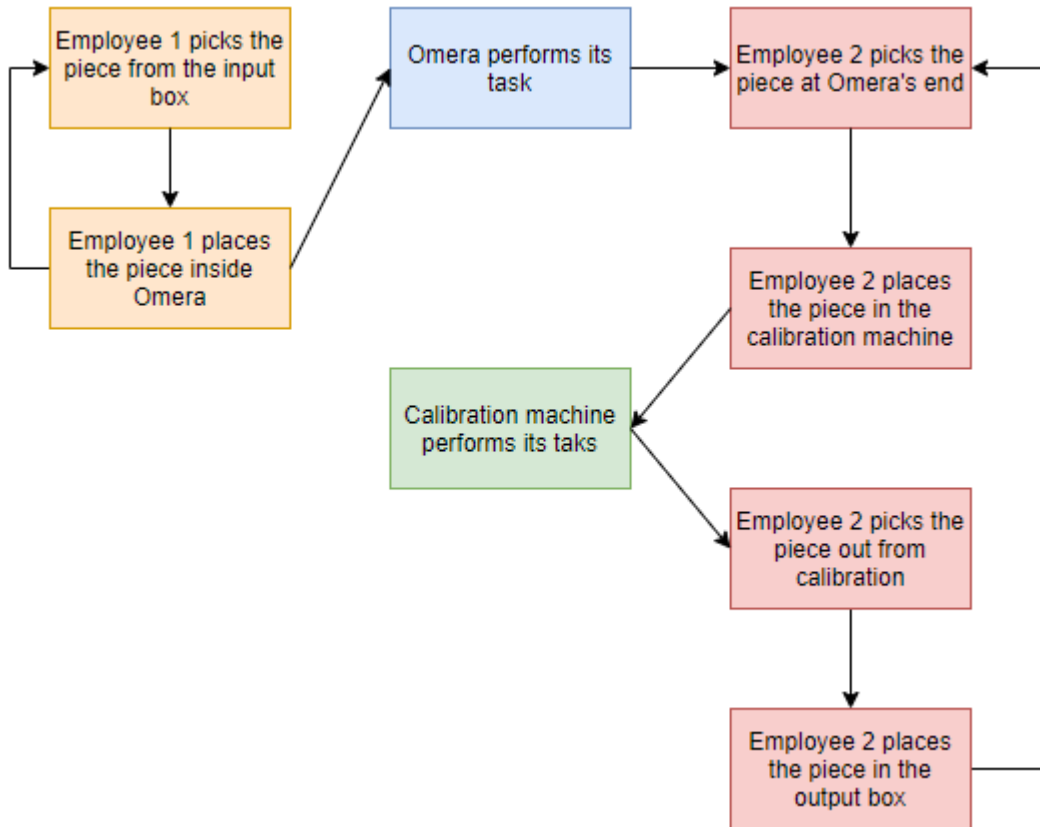 Employee 1 picks the
piece from the input
box
Omera performs its
task
Employee 2 picks the
piece at Omera's end
Employee 1 places
the piece inside
Omera
Employee 2 places
the piece in the
calibration machine
Calibration machine
performs its taks
Employee 2 picks the
piece out from
calibration
Employee 2 places
the piece in the
output box